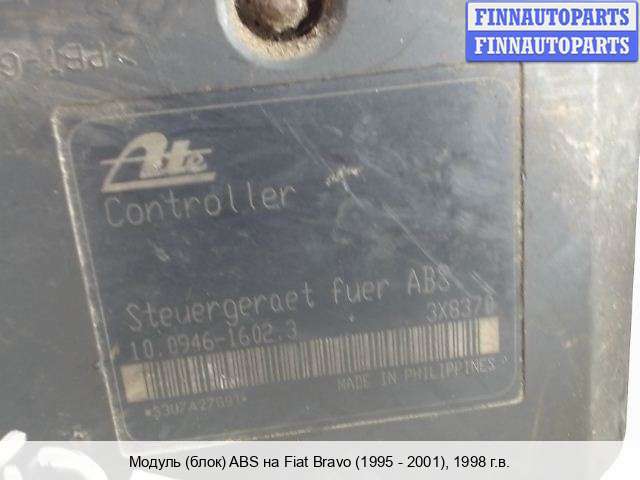 FINNAUTOPARTS
FINNAUTOPARTS
Ate
Controller
Steuergeraet fuer ABS
10.0946-1602.3
3X8370
MADE IN PHILIPPINES
Модуль (блок) ABS на Fiat Bravo (1995 - 2001), 1998 г.в.